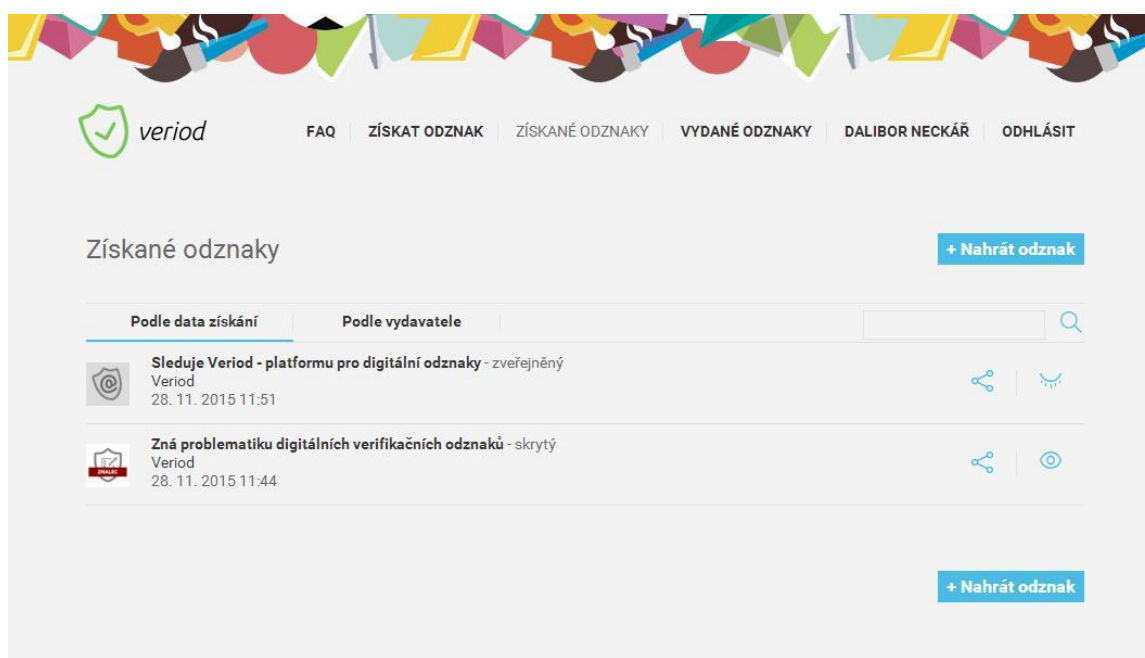 veriod
FAQ ZÍSKAT ODZNAK ZÍSKANÉ ODZNAKY VYDANÉ ODZNAKY DALIBOR NECKÁŘ ODHLÁSIT
Získané odznaky
+ Nahrát odznak
Podle data získání Podle vydavatele
Sleduje Veriod - platformu pro digitální odznaky - zveřejněný
Veriod
28. 11. 2015 11:51
Zná problematiku digitálních verifikačních odznaků - skrytý
ZNALEC
Veriod
28. 11. 2015 11:44
+ Nahrát odznak